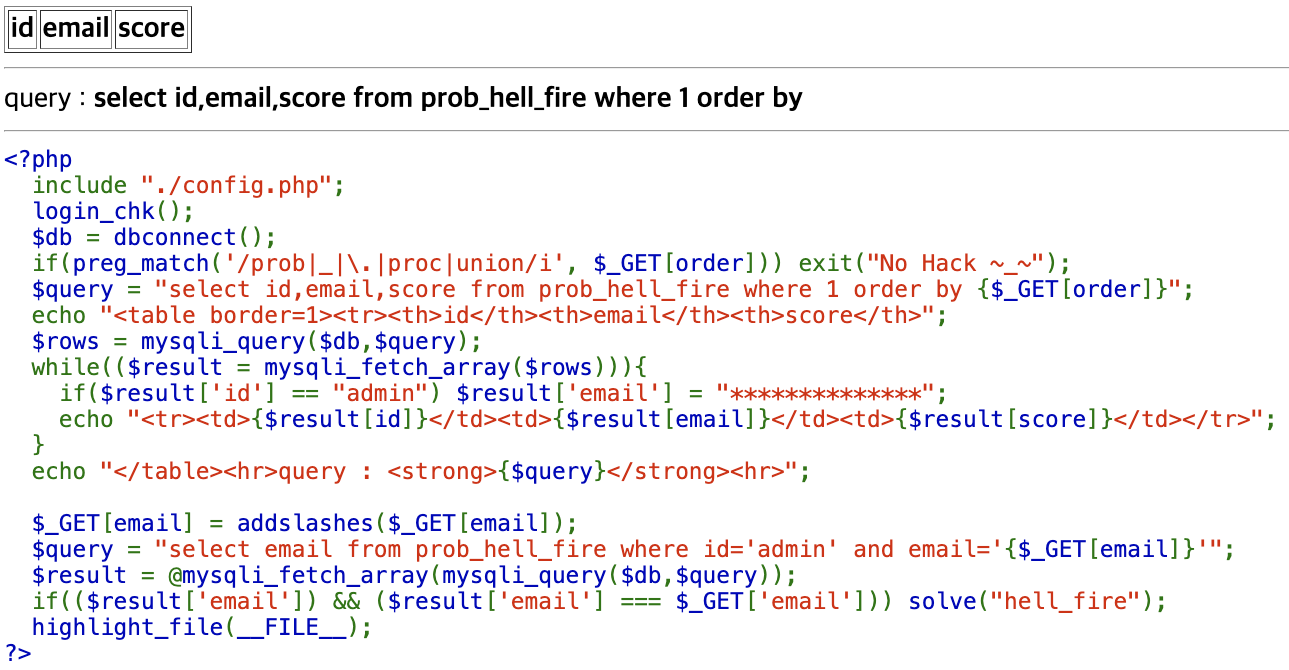 id email score
query : select id,email,score from prob_hell_fire where 1 order by
<?php
  include "./config.php";
  login_chk();
  $db = dbconnect();
  if(preg_match('/prob|_|\.|proc|union/i', $_GET[order])) exit("No Hack ~_~");
  $query = "select id,email,score from prob_hell_fire where 1 order by {$_GET[order]}";
  echo "<table border=1><tr><th>id</th><th>email</th><th>score</th>";
  $rows = mysqli_query($db,$query);
  while(($result = mysqli_fetch_array($rows))){
    if($result['id'] == "admin") $result['email'] = "**************";
    echo "<tr><td>{$result[id]}</td><td>{$result[email]}</td><td>{$result[score]}</td></tr>";
  }
  echo "</table><hr>query : <strong>{$query}</strong><hr>";

  $_GET[email] = addslashes($_GET[email]);
  $query = "select email from prob_hell_fire where id='admin' and email='{$_GET[email]}'";
  $result = @mysqli_fetch_array(mysqli_query($db,$query));
  if(($result['email']) && ($result['email'] === $_GET['email'])) solve("hell_fire");
  highlight_file(__FILE__);
?>